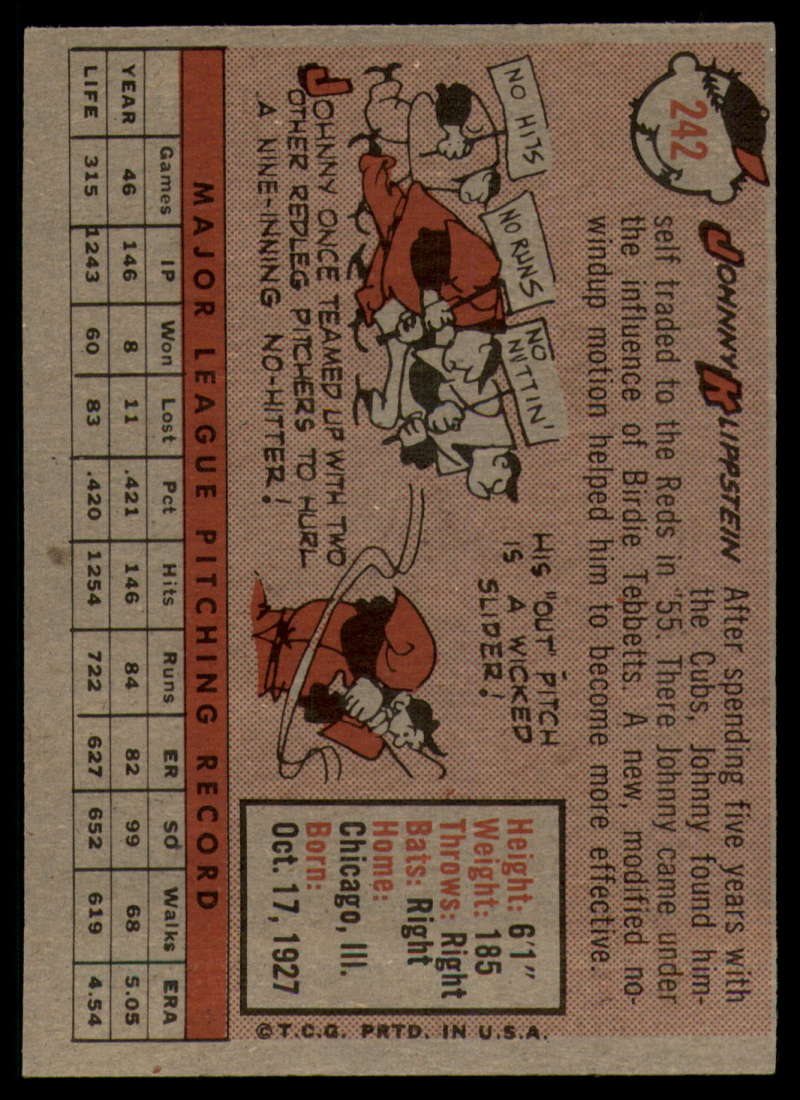 242
JOHNNY KLIPPSTEIN
After spending five years with
the Cubs, Johnny found him-
self traded to the Reds in '55. There Johnny came under
the influence of Birdie Tebbetts. A new, modified no-
windup motion helped him to become more effective.
NO HITS
NO RUNS
NO NUTTIN'
JOHNNY ONCE TEAMED UP WITH TWO
OTHER REDLEG PITCHERS TO HURL
A NINE-INNING NO-HITTER!
HIS "OUT" PITCH
IS A WICKED
SLIDER!
Height: 6'1"
Weight: 185
Throws: Right
Bats: Right
Home:
Chicago, Ill.
Born:
Oct. 17, 1927
©T.C.G. PRTD. IN U.S.A.
MAJOR LEAGUE PITCHING RECORD
Games IP Won Lost Pct Hits Runs ER So Walks ERA
YEAR 46 146 8 11 .421 146 84 82 99 68 5.05
LIFE 315 1243 60 83 .420 1254 722 627 652 619 4.54